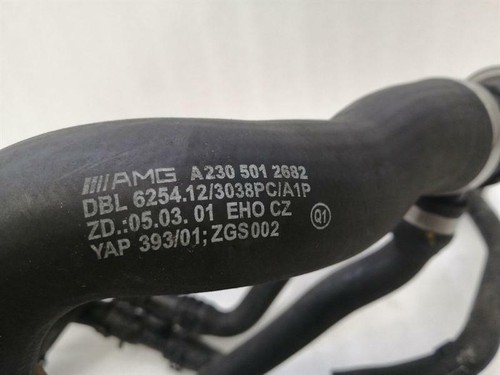 AMG A230 501 2682
DBL 6254.12/3038PC/A1P
ZD.:05.03.01 EHO CZ
YAP 393/01;ZGS002
Q1